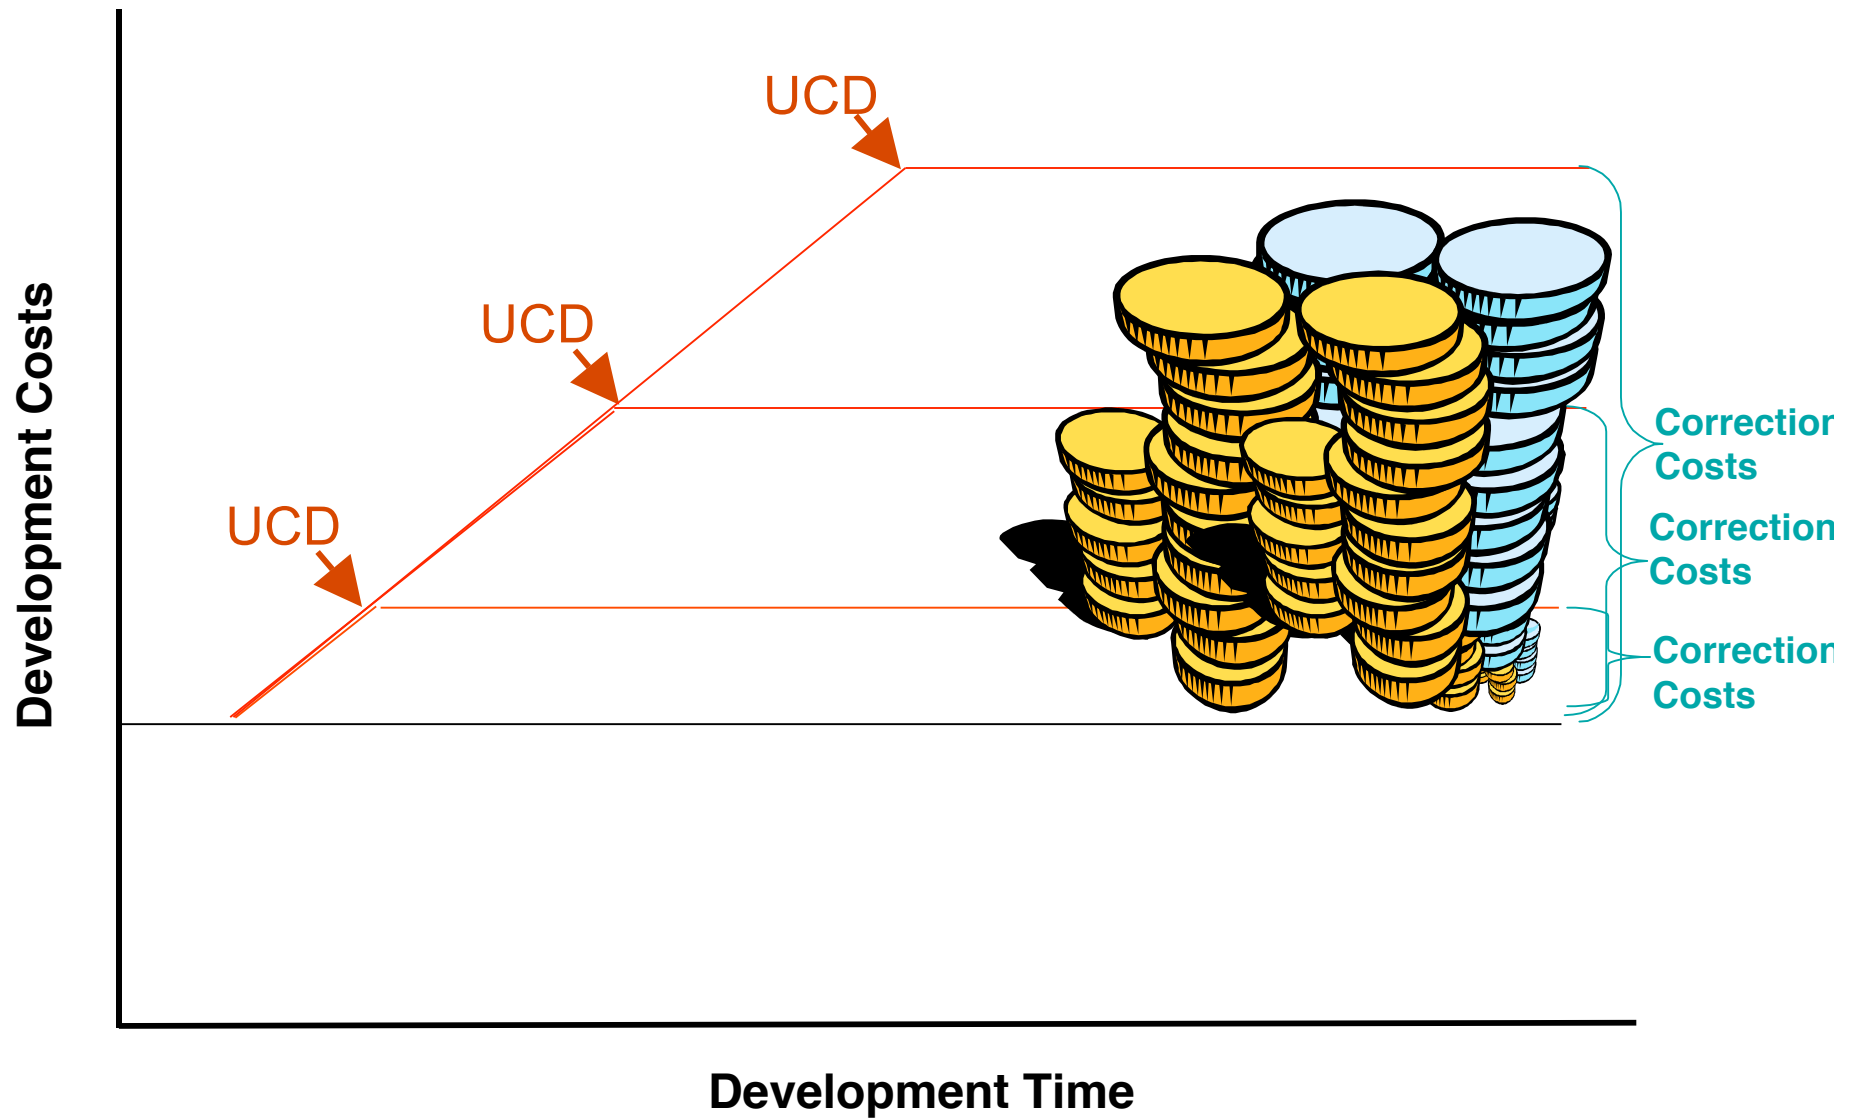 UCD
UCD
UCD
Development Costs
Correction
Costs
Correction
Costs
Correction
Costs
Development Time